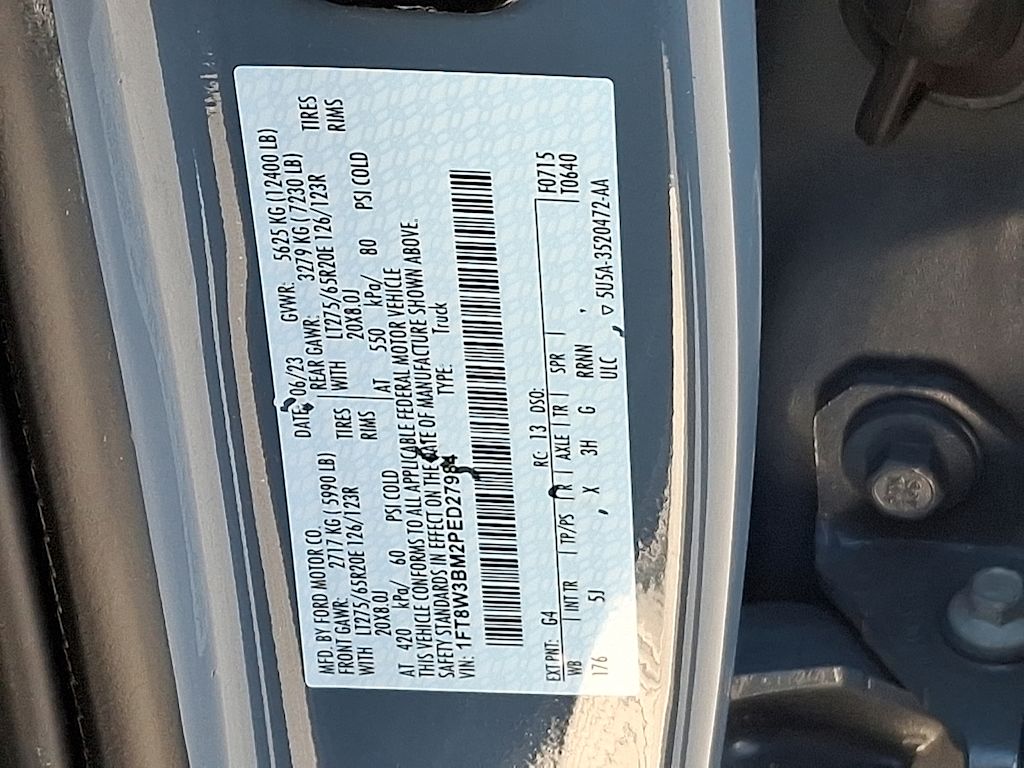 MFD. BY FORD MOTOR CO.
DATE: 06/23 GVWR: 5625 KG (12400 LB)
FRONT GAWR: 2717 KG ( 5990 LB) REAR GAWR: 3279 KG ( 7230 LB)
WITH LT275/65R20E 126/123R TIRES WITH LT275/65R20E 126/123R TIRES
20X8.0J RIMS 20X8.0J RIMS
AT 420 kPa/ 60 PSI COLD AT 550 kPa/ 80 PSI COLD
THIS VEHICLE CONFORMS TO ALL APPLICABLE FEDERAL MOTOR VEHICLE
SAFETY STANDARDS IN EFFECT ON THE DATE OF MANUFACTURE SHOWN ABOVE.
VIN: 1FT8W3BM2PED27984 TYPE: Truck
EXT PNT: G4 RC: 13 DSO: F0715
WB INT TR TP/PS R AXLE TR SPR T0640
176 5J , X 3H G RRNN ,
ULC 5U5A-3520472-AA